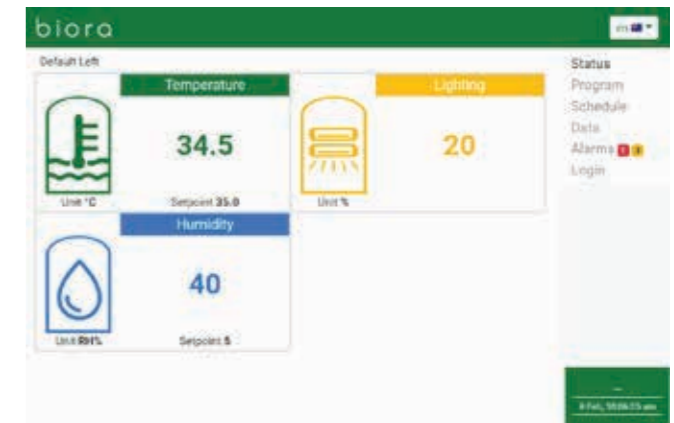 biora
en
Default Left
Temperature
34.5
Unit °C
Setpoint 35.0
Lighting
20
Unit %
Humidity
40
Unit RH%
Setpoint 5
Status
Program
Schedule
Data
Alarms
Login